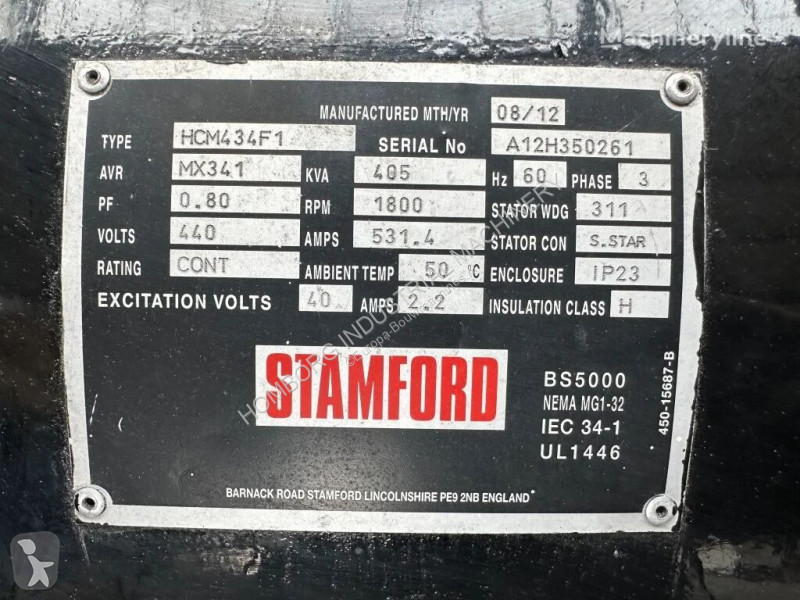 Machineryline
MANUFACTURED MTH/YR 08/12
TYPE HCM434F1 SERIAL No A12H350261
AVR MX341 KVA 405 Hz 60 PHASE 3
PF 0.80 RPM 1800 STATOR WDG 311
VOLTS 440 AMPS 531.4 STATOR CON S.STAR
RATING CONT AMBIENT TEMP 50 °C ENCLOSURE IP23
EXCITATION VOLTS 40 AMPS 2.2 INSULATION CLASS H
HOMBORG INDUSTRIAL MACHINERY
STAMFORD
BS5000
NEMA MG1-32
IEC 34-1
UL1446
450-15687-B
BARNACK ROAD STAMFORD LINCOLNSHIRE PE9 2NB ENGLAND